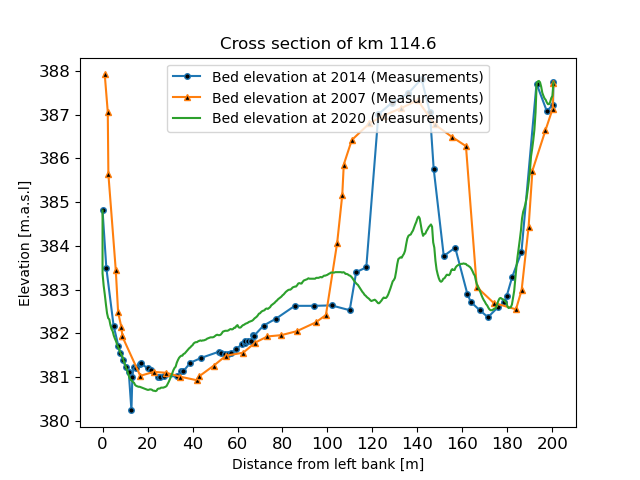 Cross section of km 114.6
Bed elevation at 2014 (Measurements)
Bed elevation at 2007 (Measurements)
Bed elevation at 2020 (Measurements)
Elevation [m.a.s.l]
388
387
386
385
384
383
382
381
380
0 20 40 60 80 100 120 140 160 180 200
Distance from left bank [m]